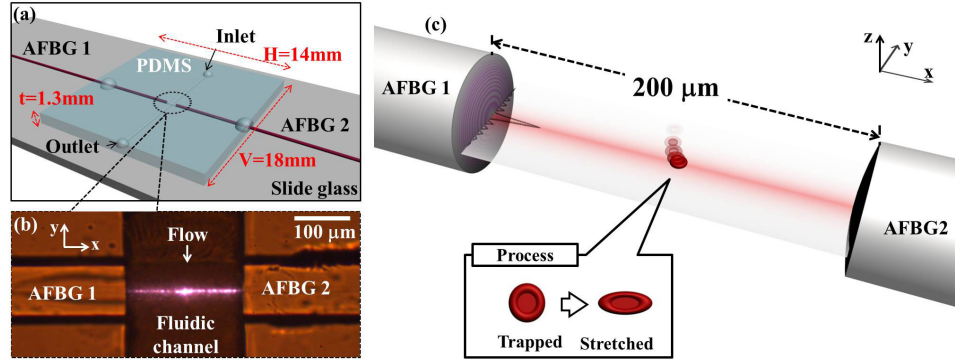 (a)
Inlet
AFBG 1
PDMS
H=14mm
t=1.3mm
AFBG 2
Outlet
V=18mm
Slide glass
(b)
y
x
Flow
100 μm
AFBG 1
AFBG 2
Fluidic
channel
(c)
z
y
x
AFBG 1
200 μm
AFBG2
Process
Trapped
Stretched